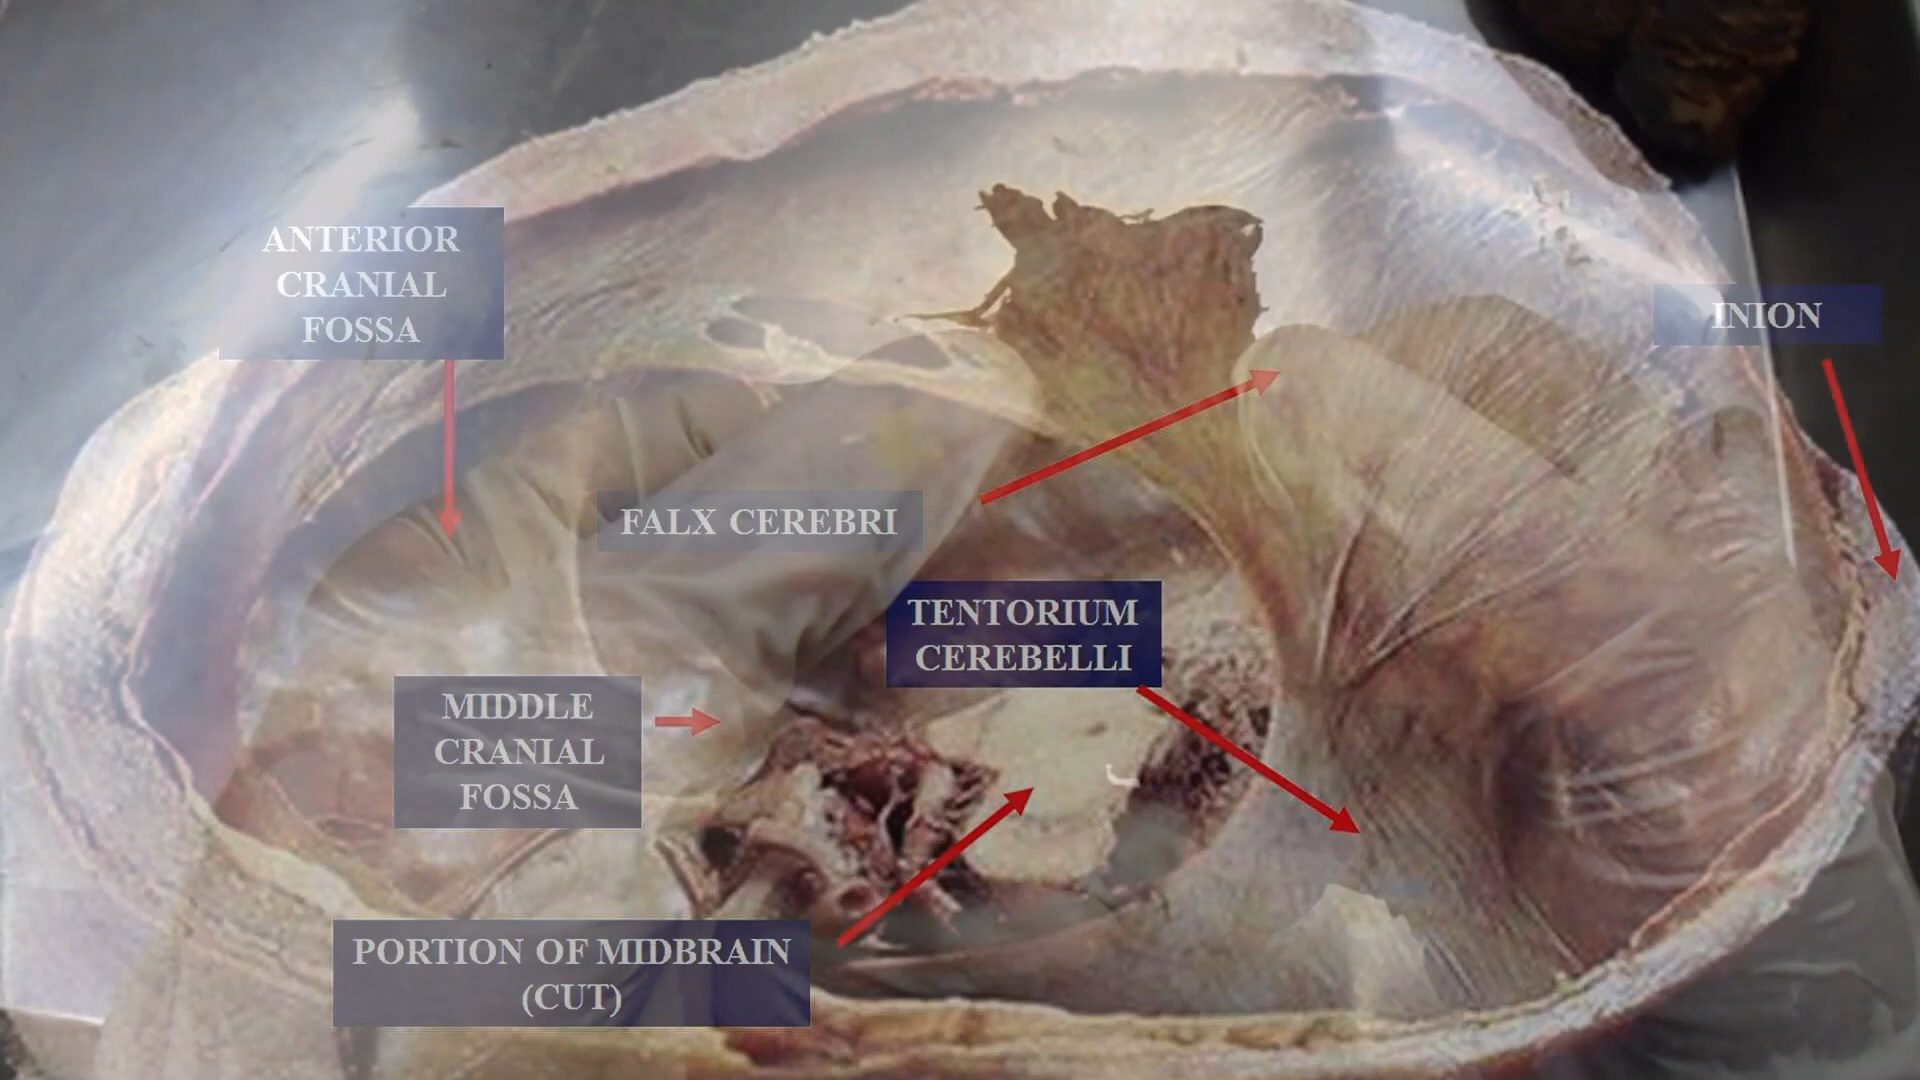 ANTERIOR
CRANIAL
FOSSA
INION
FALX CEREBRI
TENTORIUM
CEREBELLI
MIDDLE
CRANIAL
FOSSA
PORTION OF MIDBRAIN
(CUT)